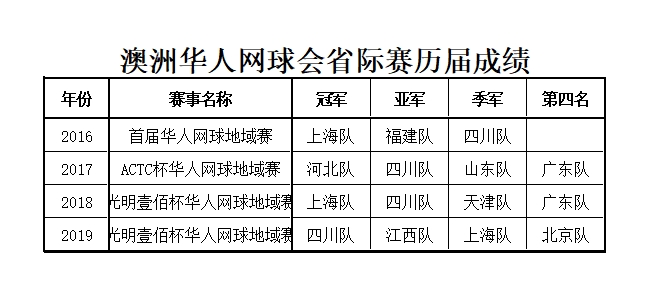 澳洲华人网球会省际赛历届成绩
年份 赛事名称 冠军 亚军 季军 第四名
2016 首届华人网球地域赛 上海队 福建队 四川队
2017 ACTC杯华人网球地域赛 河北队 四川队 山东队 广东队
2018 光明壹佰杯华人网球地域赛 上海队 四川队 天津队 广东队
2019 光明壹佰杯华人网球地域赛 四川队 江西队 上海队 北京队